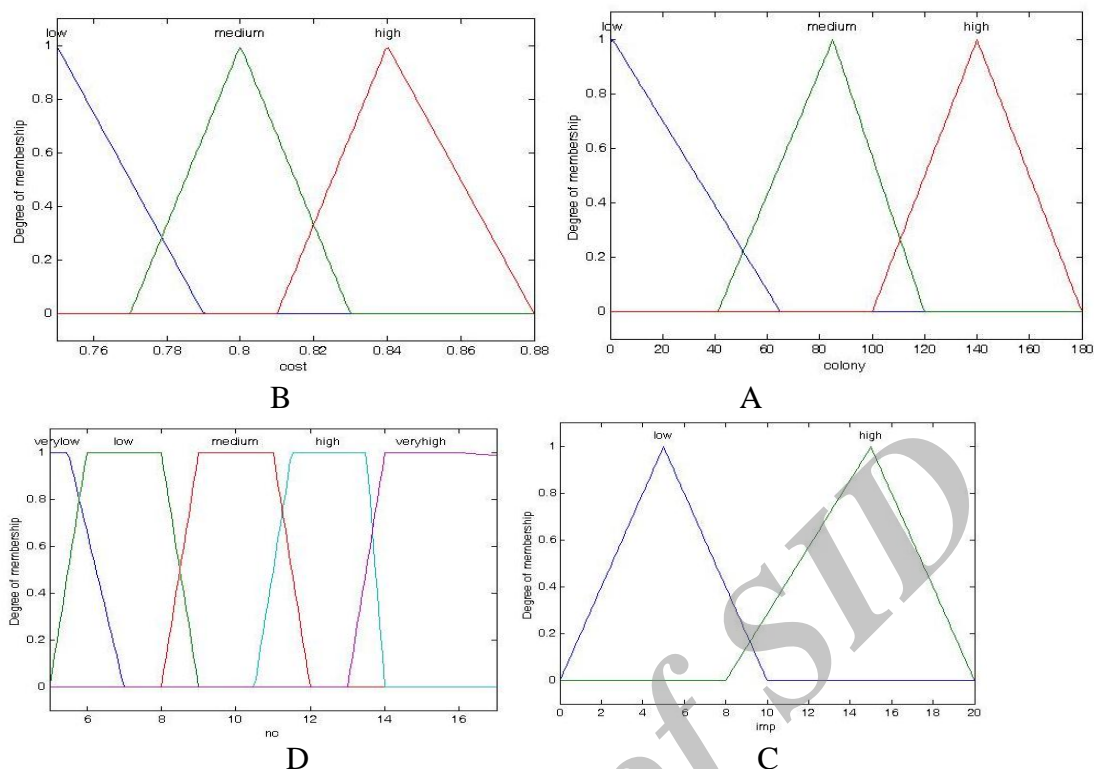 low medium high
1
0.8
0.6
0.4
0.2
0
Degree of membership
0.76 0.78 0.8 0.82 0.84 0.86 0.88
cost
B
low medium high
1
0.8
0.6
0.4
0.2
0
Degree of membership
0 20 40 60 80 100 120 140 160 180
colony
A
verylow low medium high veryhigh
1
0.8
0.6
0.4
0.2
0
Degree of membership
6 8 10 12 14 16
no
D
low high
1
0.8
0.6
0.4
0.2
0
Degree of membership
0 2 4 6 8 10 12 14 16 18 20
imp
C
of SID